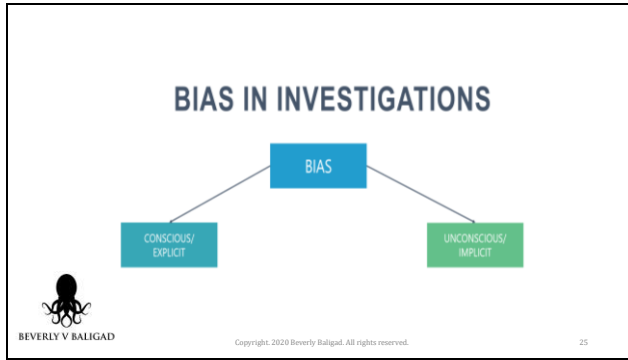 BIAS IN INVESTIGATIONS
BIAS
CONSCIOUS/
EXPLICIT
UNCONSCIOUS/
IMPLICIT
BEVERLY V BALIGAD
Copyright. 2020 Beverly Baligad. All rights reserved.
25